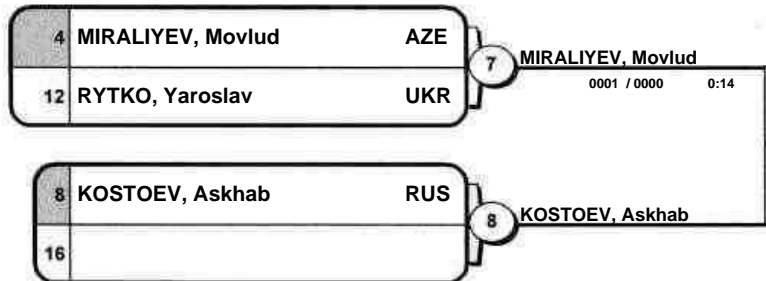 4 MIRALIYEV, Movlud AZE
12 RYTKO, Yaroslav UKR
7 MIRALIYEV, Movlud
0001 / 0000 0:14
8 KOSTOEV, Askhab RUS
16
8 KOSTOEV, Askhab